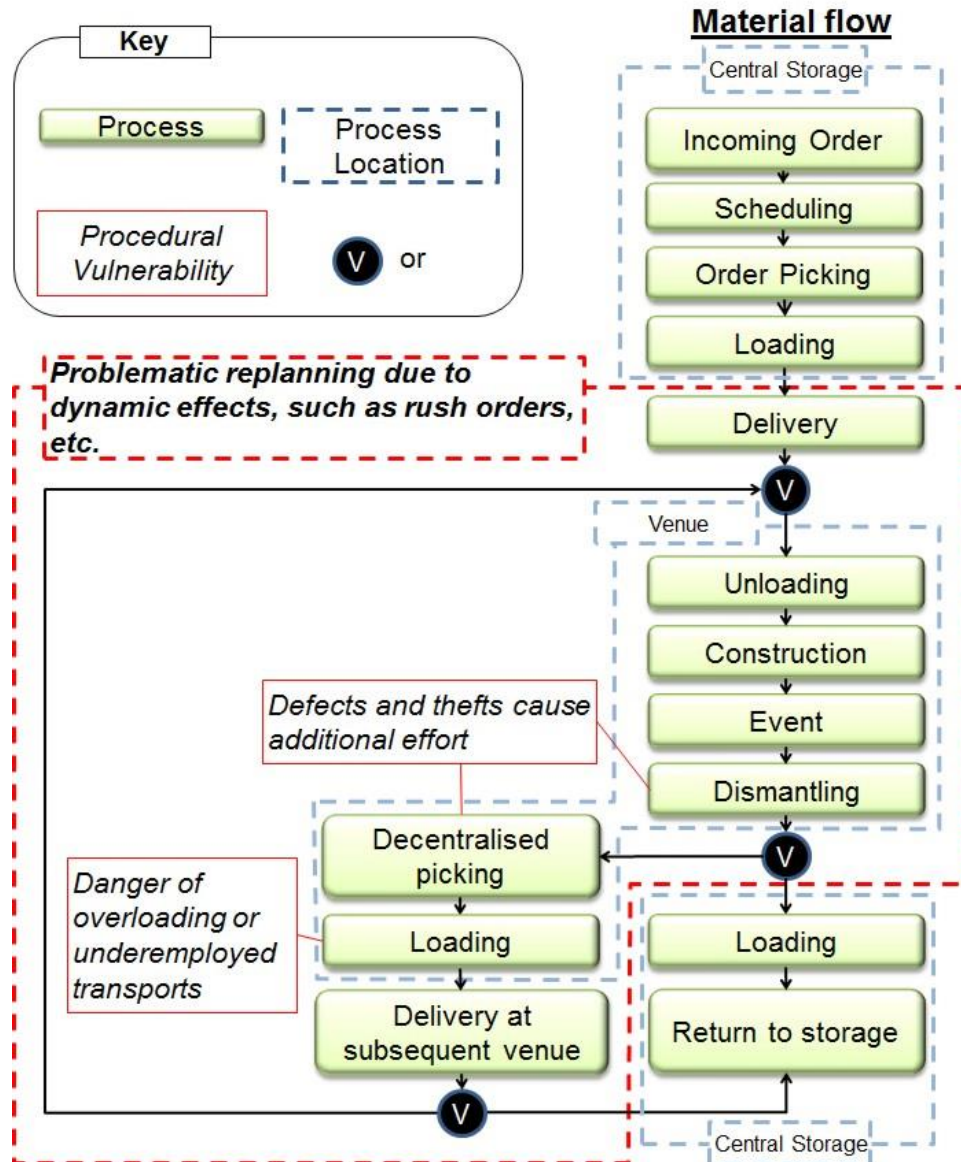 Key
Process
Process
Location
Procedural
Vulnerability
V
or
Material flow
Central Storage
Incoming Order
Scheduling
Order Picking
Loading
Problematic replanning due to
dynamic effects, such as rush orders,
etc.
Delivery
V
Venue
Unloading
Construction
Event
Dismantling
V
Defects and thefts cause
additional effort
Decentralised
picking
Danger of
overloading or
underemployed
transports
Loading
Delivery at
subsequent venue
V
Loading
Return to storage
Central Storage